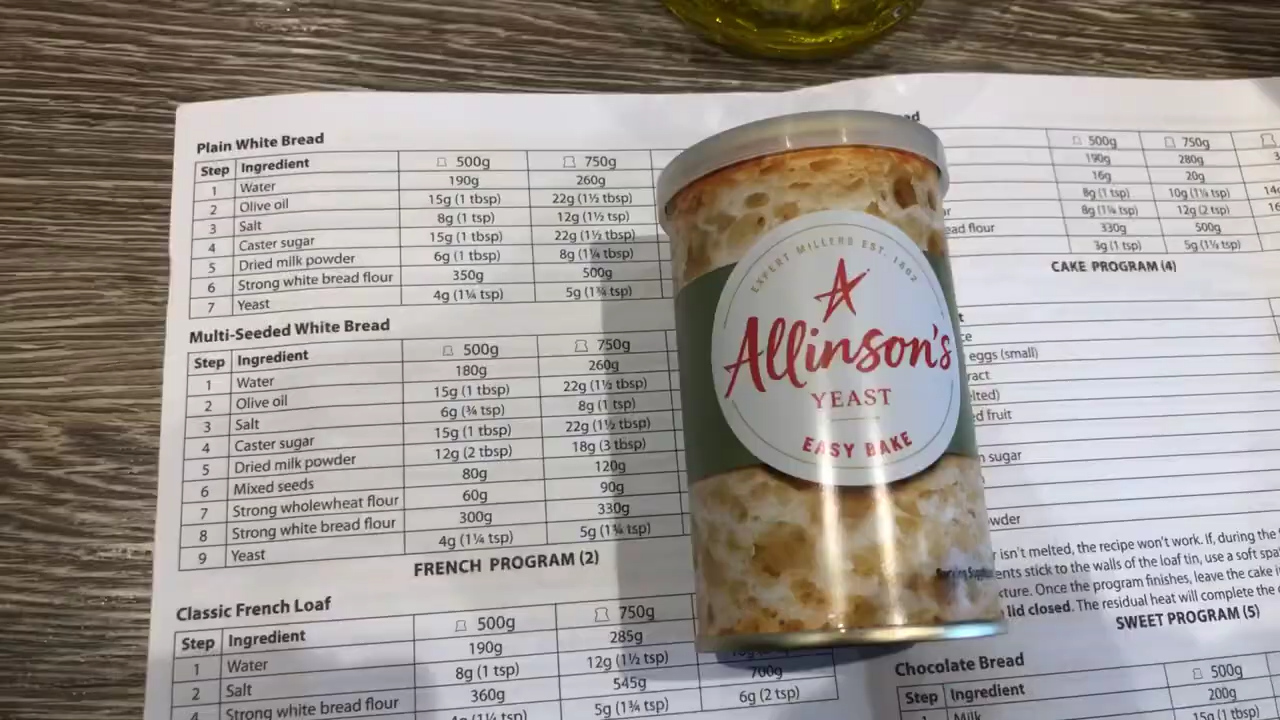 Plain White Bread
Step Ingredient 500g 750g
1 Water 190g 260g
2 Olive oil 15g (1 tbsp) 22g (1½ tbsp)
3 Salt 8g (1 tsp) 12g (1½ tsp)
4 Caster sugar 15g (1 tbsp) 22g (1½ tbsp)
5 Dried milk powder 6g (1 tbsp) 8g (1¼ tbsp)
6 Strong white bread flour 350g 500g
7 Yeast 4g (1¼ tsp) 5g (1¾ tsp)
Multi-Seeded White Bread
Step Ingredient 500g 750g
1 Water 180g 260g
2 Olive oil 15g (1 tbsp) 22g (1½ tbsp)
3 Salt 6g (¾ tsp) 8g (1 tsp)
4 Caster sugar 15g (1 tbsp) 22g (1½ tbsp)
5 Dried milk powder 12g (2 tbsp) 18g (3 tbsp)
6 Mixed seeds 80g 120g
7 Strong wholewheat flour 60g 90g
8 Strong white bread flour 300g 330g
9 Yeast 4g (1¼ tsp) 5g (1¾ tsp)
FRENCH PROGRAM (2)
Classic French Loaf
Step Ingredient 500g 750g
1 Water 190g 285g
2 Salt 8g (1 tsp) 12g (1½ tsp)
4 Strong white bread flour 360g 545g 700g
4g (1¼ tsp) 5g (1¾ tsp) 6g (2 tsp)
EXPERT MILLERS EST. 1892
Allinson's
YEAST
EASY BAKE
500g 750g
190g 280g
16g 20g
8g (1 tsp) 10g (1¼ tsp)
8g (1¾ tsp) 12g (2 tsp)
flour 330g 500g
3g (1 tsp) 5g (1½ tsp)
CAKE PROGRAM (4)
eggs (small)
fruit
sugar
isn't melted, the recipe won't work. If, during the
stick to the walls of the loaf tin, use a soft
Once the program finishes, leave the cake
lid closed. The residual heat will complete the
SWEET PROGRAM (5)
Chocolate Bread
Step Ingredient 500g
1 Milk 200g
15g (1 tbsp)